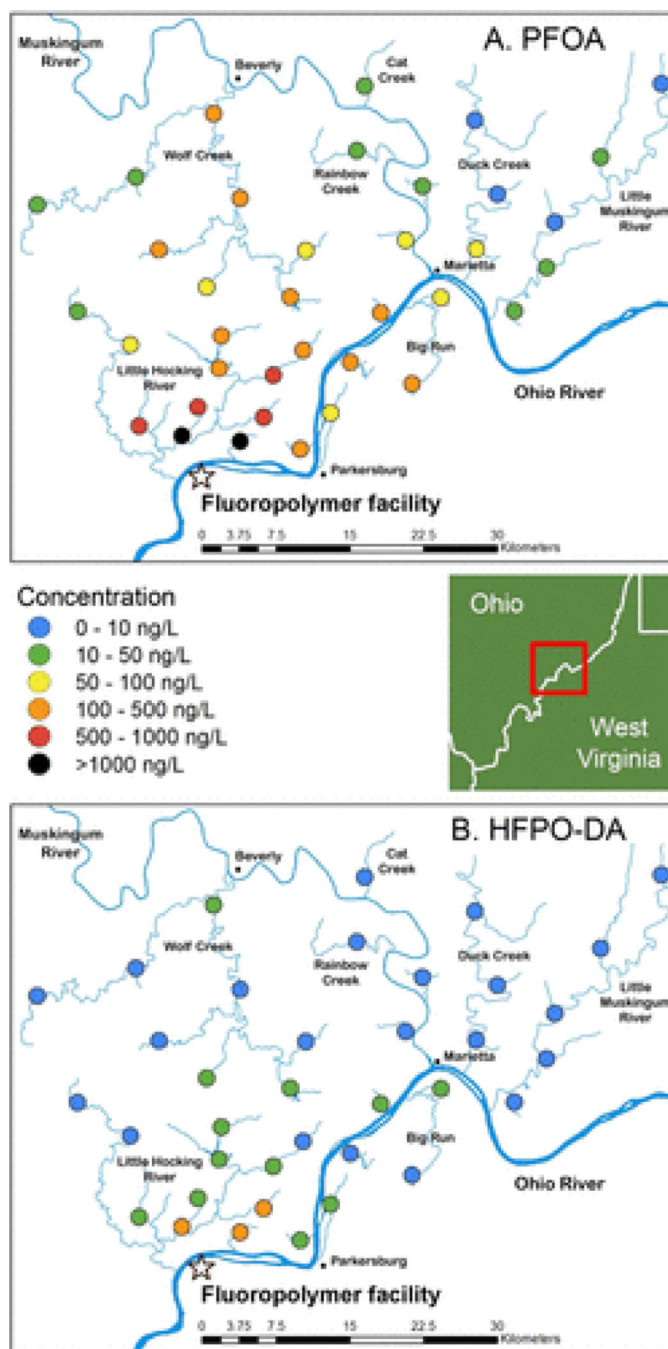 A. PFOA
Muskingum
River
Beverly
Cat
Creek
Wolf Creek
Rainbow
Creek
Duck Creek
Little
Muskingum
River
Marietta
Little Hocking
River
Big Run
Ohio River
Parkersburg
Fluoropolymer facility
0 3.75 7.5 15 22.5 30
Kilometers
Concentration
0 - 10 ng/L
10 - 50 ng/L
50 - 100 ng/L
100 - 500 ng/L
500 - 1000 ng/L
>1000 ng/L
Ohio
West
Virginia
B. HFPO-DA
Muskingum
River
Beverly
Cat
Creek
Wolf Creek
Rainbow
Creek
Duck Creek
Little
Muskingum
River
Marietta
Little Hocking
River
Big Run
Ohio River
Parkersburg
Fluoropolymer facility
0 3.75 7.5 15 22.5 30
Kilometers